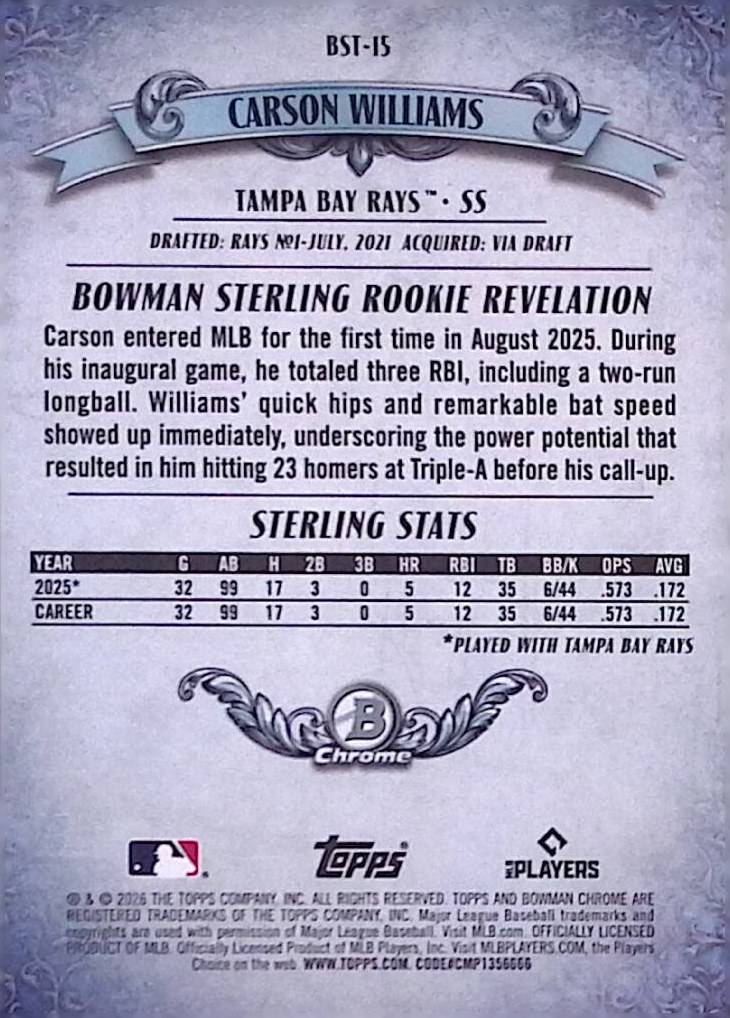 BST-15
CARSON WILLIAMS
TAMPA BAY RAYS™ · SS
DRAFTED: RAYS №1-JULY, 2021 ACQUIRED: VIA DRAFT
BOWMAN STERLING ROOKIE REVELATION
Carson entered MLB for the first time in August 2025. During
his inaugural game, he totaled three RBI, including a two-run
longball. Williams' quick hips and remarkable bat speed
showed up immediately, underscoring the power potential that
resulted in him hitting 23 homers at Triple-A before his call-up.
STERLING STATS
YEAR G AB H 2B 3B HR RBI TB BB/K OPS AVG
2025* 32 99 17 3 0 5 12 35 6/44 .573 .172
CAREER 32 99 17 3 0 5 12 35 6/44 .573 .172
*PLAYED WITH TAMPA BAY RAYS
B
Chrome
Topps® MLB PLAYERS
® & © 2026 THE TOPPS COMPANY, INC. ALL RIGHTS RESERVED. TOPPS AND BOWMAN CHROME ARE
REGISTERED TRADEMARKS OF THE TOPPS COMPANY, INC. Major League Baseball trademarks and
copyrights are used with permission of Major League Baseball. Visit MLB.com. OFFICIALLY LICENSED
PRODUCT OF MLB. Officially Licensed Product of MLB Players, Inc. Visit MLBPLAYERS.COM, the Players
Choice on the web. WWW.TOPPS.COM. CODE#CMP1356666